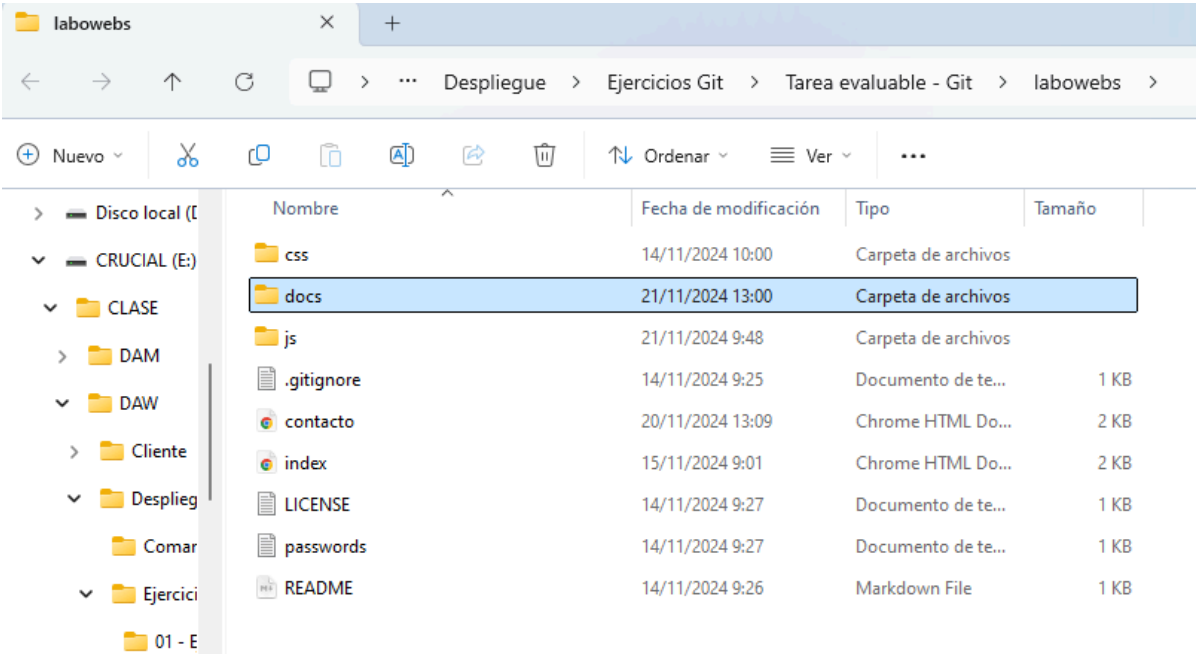 labowebs
Despliegue > Ejercicios Git > Tarea evaluable - Git > labowebs >
Nuevo Ordenar Ver ...
Nombre Fecha de modificación Tipo Tamaño
Disco local (D
CRUCIAL (E:)
CLASE
DAM
DAW
Cliente
Desplieg
Comar
Ejercici
01 - E
css 14/11/2024 10:00 Carpeta de archivos
docs 21/11/2024 13:00 Carpeta de archivos
js 21/11/2024 9:48 Carpeta de archivos
.gitignore 14/11/2024 9:25 Documento de te... 1 KB
contacto 20/11/2024 13:09 Chrome HTML Do... 2 KB
index 15/11/2024 9:01 Chrome HTML Do... 2 KB
LICENSE 14/11/2024 9:27 Documento de te... 1 KB
passwords 14/11/2024 9:27 Documento de te... 1 KB
README 14/11/2024 9:26 Markdown File 1 KB